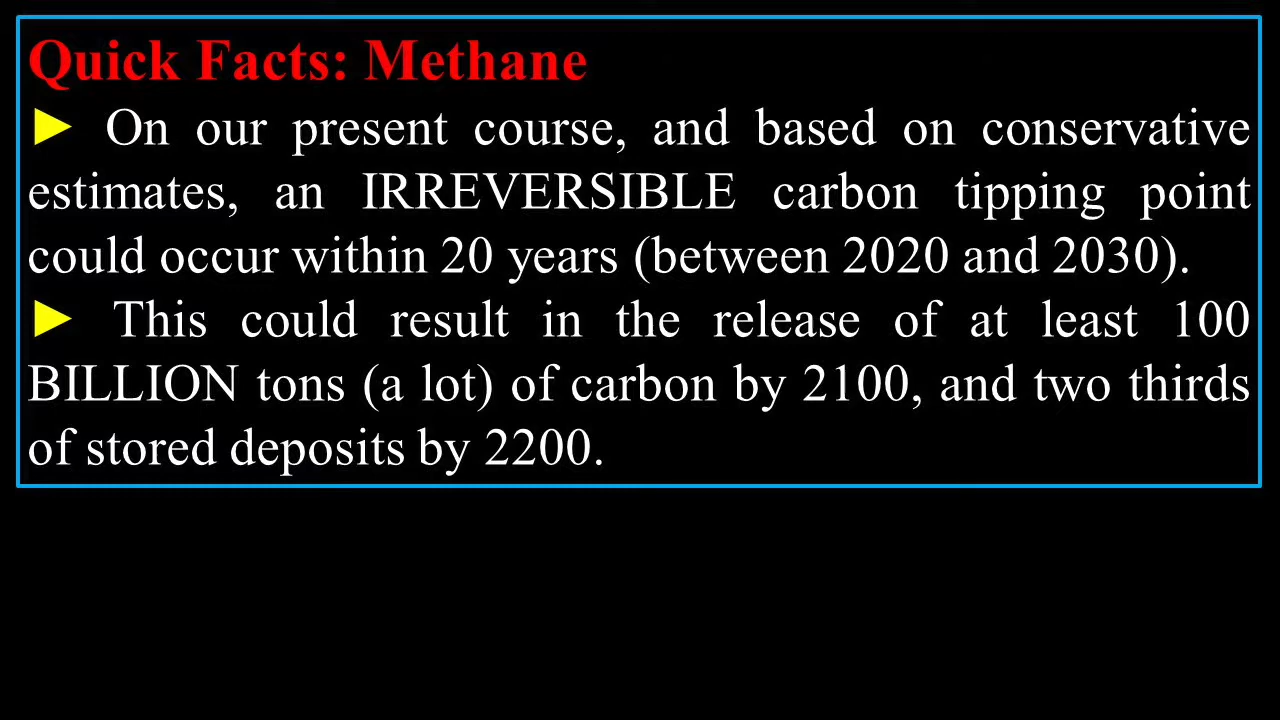 Quick Facts: Methane
► On our present course, and based on conservative
estimates, an IRREVERSIBLE carbon tipping point
could occur within 20 years (between 2020 and 2030).
► This could result in the release of at least 100
BILLION tons (a lot) of carbon by 2100, and two thirds
of stored deposits by 2200.